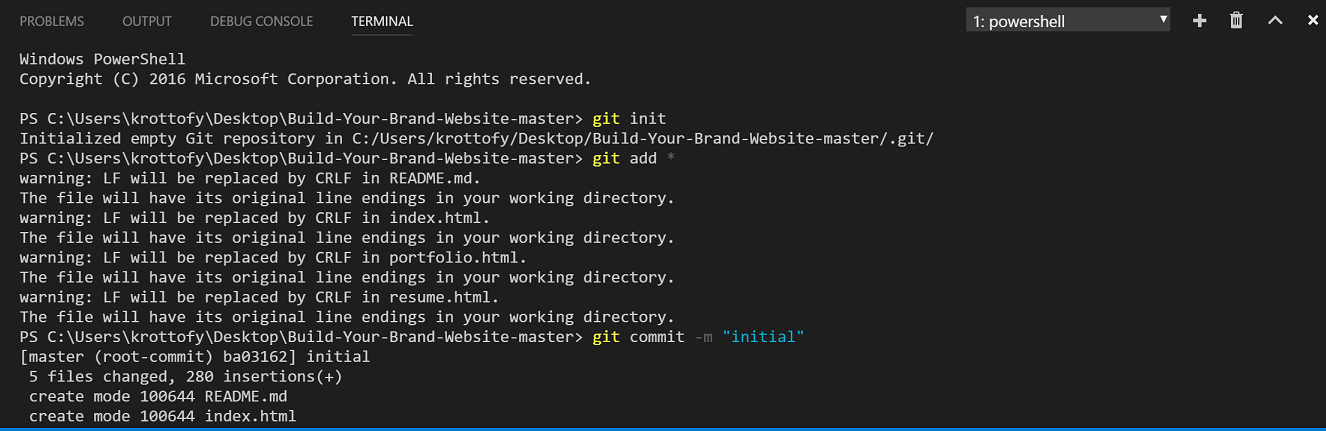 PROBLEMS OUTPUT DEBUG CONSOLE TERMINAL 1: powershell
Windows PowerShell
Copyright (C) 2016 Microsoft Corporation. All rights reserved.
PS C:\Users\krottofy\Desktop\Build-Your-Brand-Website-master> git init
Initialized empty Git repository in C:/Users/krottofy/Desktop/Build-Your-Brand-Website-master/.git/
PS C:\Users\krottofy\Desktop\Build-Your-Brand-Website-master> git add *
warning: LF will be replaced by CRLF in README.md.
The file will have its original line endings in your working directory.
warning: LF will be replaced by CRLF in index.html.
The file will have its original line endings in your working directory.
warning: LF will be replaced by CRLF in portfolio.html.
The file will have its original line endings in your working directory.
warning: LF will be replaced by CRLF in resume.html.
The file will have its original line endings in your working directory.
PS C:\Users\krottofy\Desktop\Build-Your-Brand-Website-master> git commit -m "initial"
[master (root-commit) ba03162] initial
 5 files changed, 280 insertions(+)
 create mode 100644 README.md
 create mode 100644 index.html